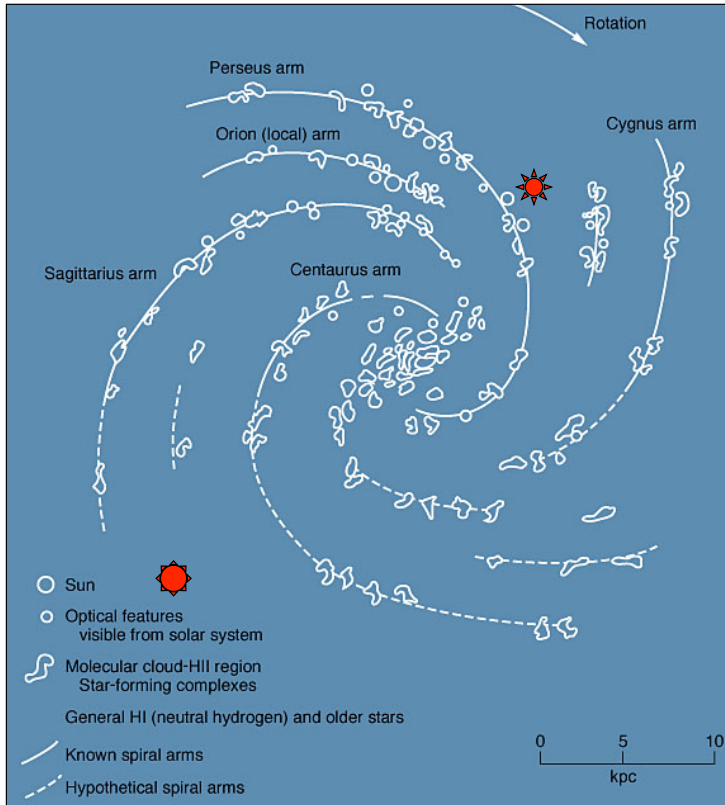 Rotation
Perseus arm
Orion (local) arm
Cygnus arm
Sagittarius arm
Centaurus arm
Sun
Optical features
visible from solar system
Molecular cloud-HII region
Star-forming complexes
General HI (neutral hydrogen) and older stars
Known spiral arms
Hypothetical spiral arms
0 5 10
kpc